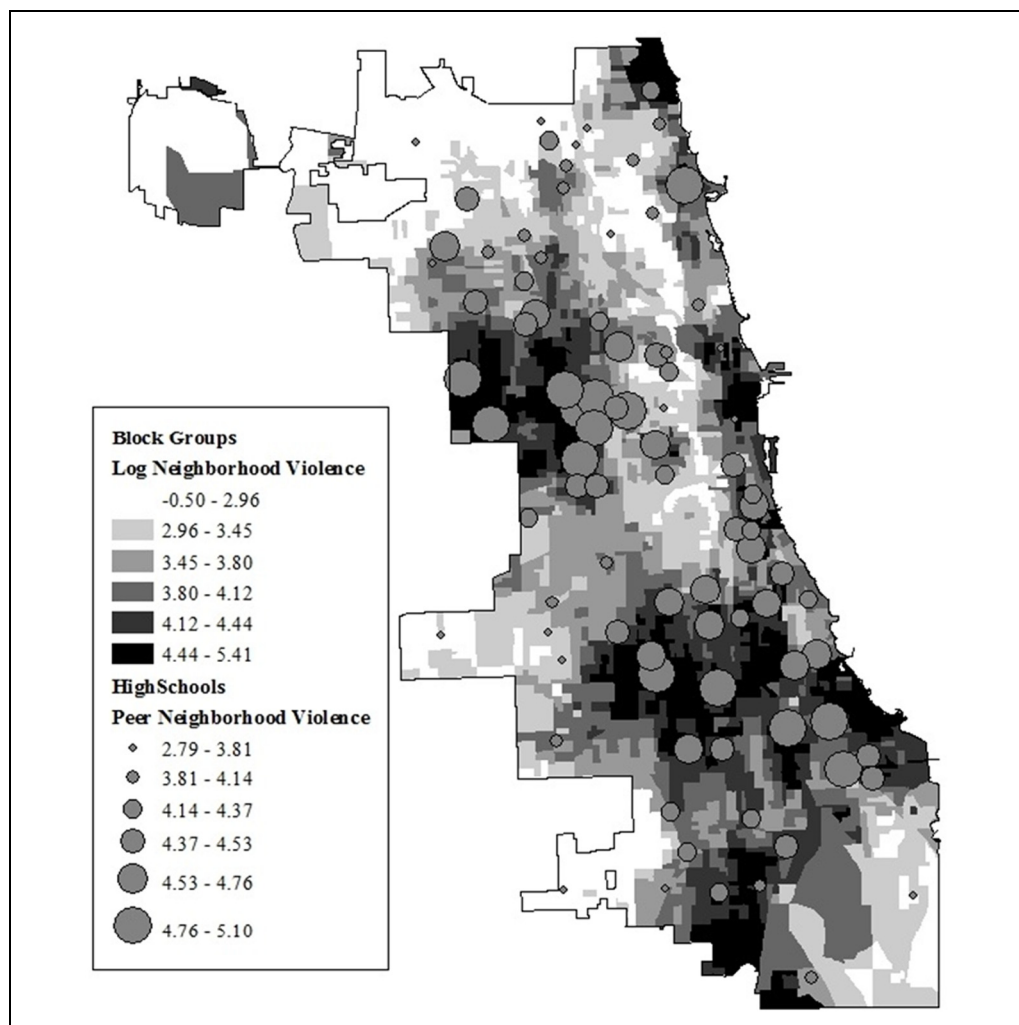 Block Groups
Log Neighborhood Violence
-0.50 - 2.96
2.96 - 3.45
3.45 - 3.80
3.80 - 4.12
4.12 - 4.44
4.44 - 5.41
HighSchools
Peer Neighborhood Violence
2.79 - 3.81
3.81 - 4.14
4.14 - 4.37
4.37 - 4.53
4.53 - 4.76
4.76 - 5.10